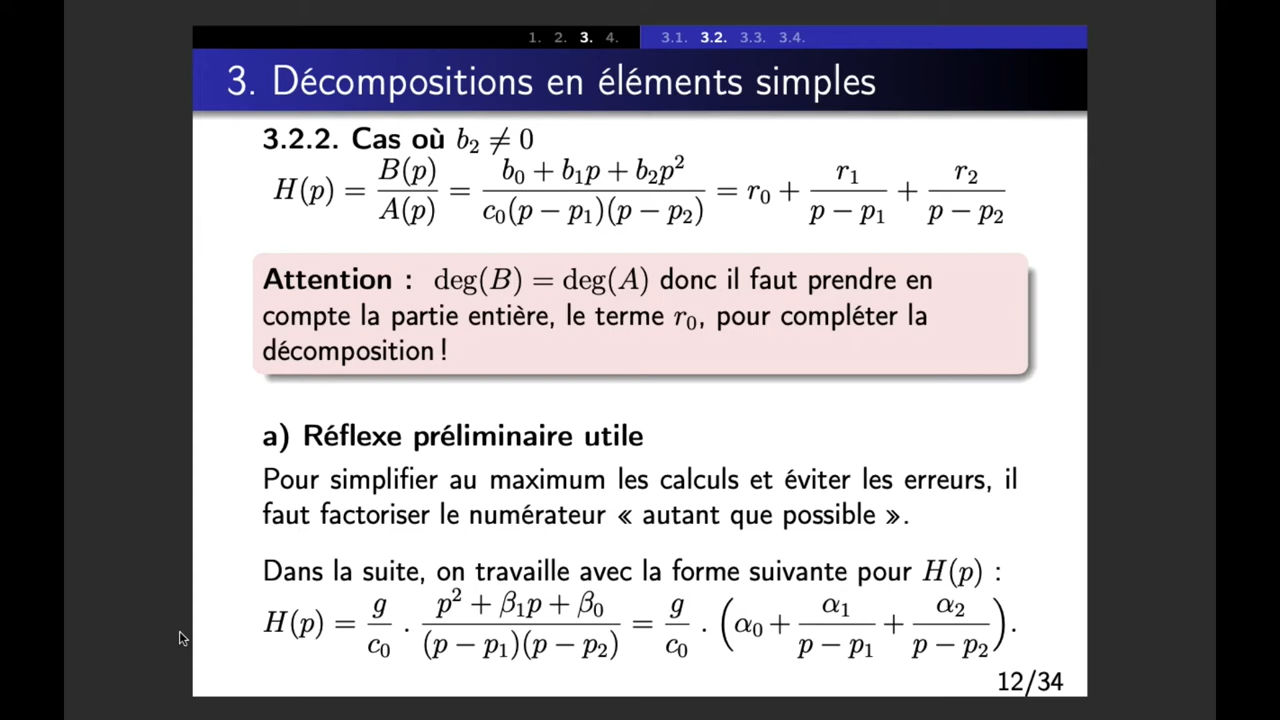 1. 2. 3. 4. 3.1. 3.2. 3.3. 3.4.
3. Décompositions en éléments simples
3.2.2. Cas où b₂ ≠ 0
H(p) = B(p)/A(p) = (b₀ + b₁p + b₂p²)/(c₀(p − p₁)(p − p₂)) = r₀ + r₁/(p − p₁) + r₂/(p − p₂)
Attention : deg(B) = deg(A) donc il faut prendre en
compte la partie entière, le terme r₀, pour compléter la
décomposition !
a) Réflexe préliminaire utile
Pour simplifier au maximum les calculs et éviter les erreurs, il
faut factoriser le numérateur « autant que possible ».
Dans la suite, on travaille avec la forme suivante pour H(p) :
H(p) = g/c₀ · (p² + β₁p + β₀)/((p − p₁)(p − p₂)) = g/c₀ · (α₀ + α₁/(p − p₁) + α₂/(p − p₂)).
12/34